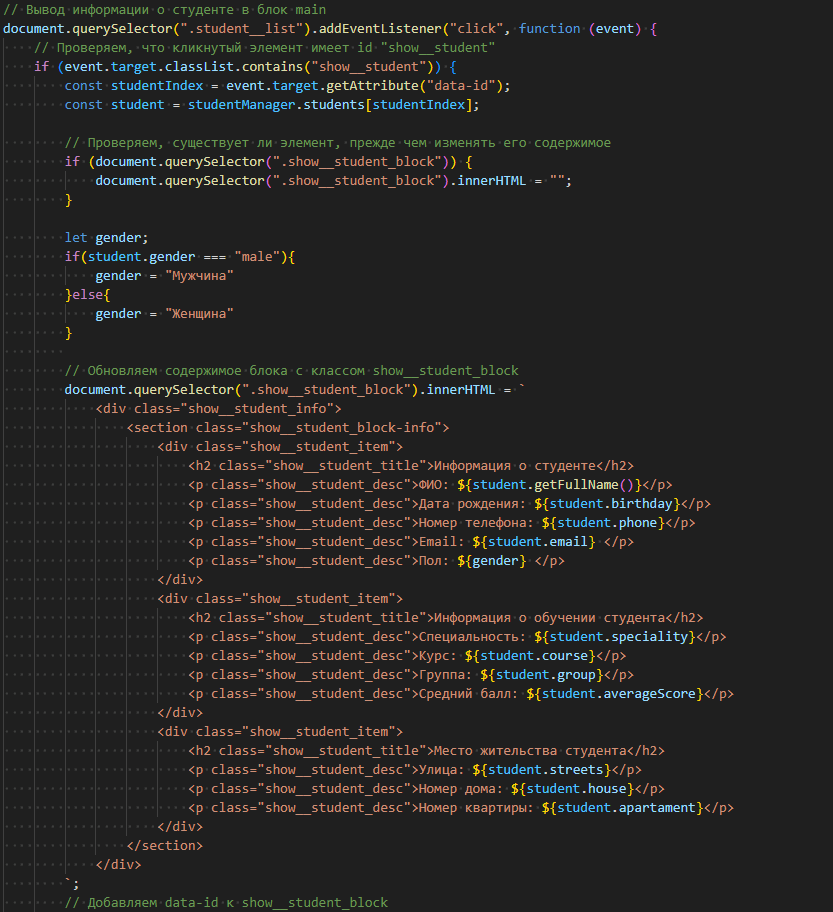 // Вывод информации о студенте в блок main
document.querySelector(".student__list").addEventListener("click", function (event) {
    // Проверяем, что кликнутый элемент имеет id "show__student"
    if (event.target.classList.contains("show__student")) {
        const studentIndex = event.target.getAttribute("data-id");
        const student = studentManager.students[studentIndex];

        // Проверяем, существует ли элемент, прежде чем изменять его содержимое
        if (document.querySelector(".show__student_block")) {
            document.querySelector(".show__student_block").innerHTML = "";
        }

        let gender;
        if(student.gender === "male"){
            gender = "Мужчина"
        }else{
            gender = "Женщина"
        }

        // Обновляем содержимое блока с классом show__student_block
        document.querySelector(".show__student_block").innerHTML = `
            <div class="show__student_info">
                <section class="show__student_block-info">
                    <div class="show__student_item">
                        <h2 class="show__student_title">Информация о студенте</h2>
                        <p class="show__student_desc">ФИО: ${student.getFullName()}</p>
                        <p class="show__student_desc">Дата рождения: ${student.birthday}</p>
                        <p class="show__student_desc">Номер телефона: ${student.phone}</p>
                        <p class="show__student_desc">Email: ${student.email} </p>
                        <p class="show__student_desc">Пол: ${gender} </p>
                    </div>
                    <div class="show__student_item">
                        <h2 class="show__student_title">Информация о обучении студента</h2>
                        <p class="show__student_desc">Специальность: ${student.speciality}</p>
                        <p class="show__student_desc">Курс: ${student.course}</p>
                        <p class="show__student_desc">Группа: ${student.group}</p>
                        <p class="show__student_desc">Средний балл: ${student.averageScore}</p>
                    </div>
                    <div class="show__student_item">
                        <h2 class="show__student_title">Место жительства студента</h2>
                        <p class="show__student_desc">Улица: ${student.streets}</p>
                        <p class="show__student_desc">Номер дома: ${student.house}</p>
                        <p class="show__student_desc">Номер квартиры: ${student.apartament}</p>
                    </div>
                </section>
            </div>
        `;
        // Добавляем data-id к show__student_block